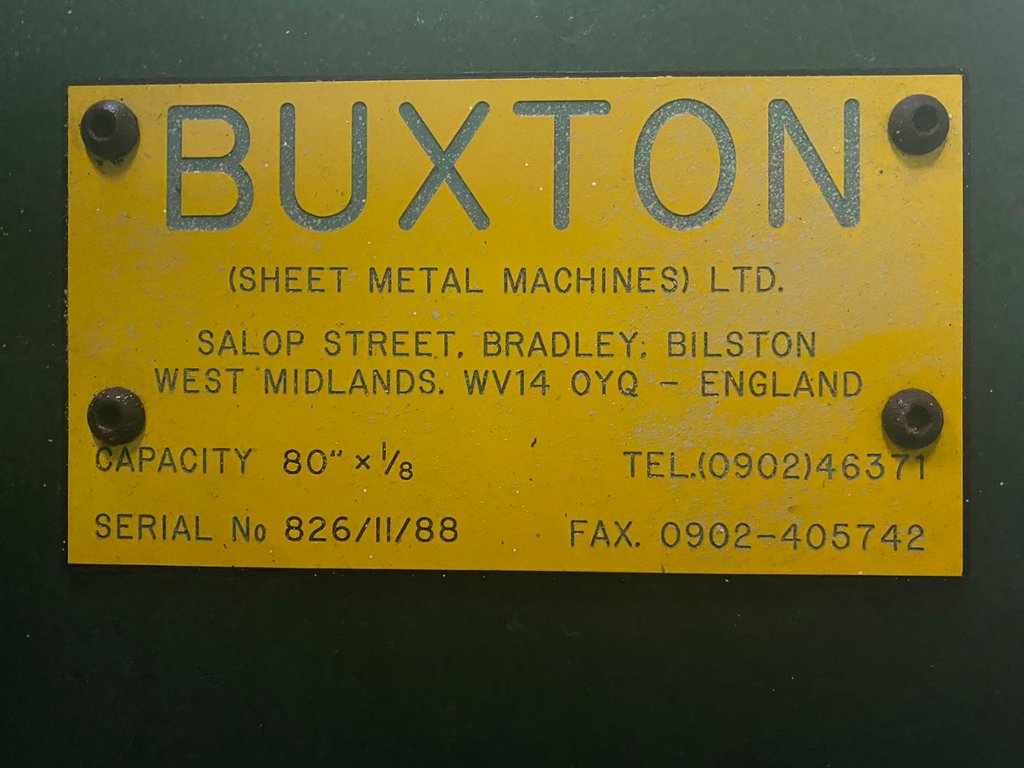 BUXTON
(SHEET METAL MACHINES) LTD.
SALOP STREET, BRADLEY, BILSTON
WEST MIDLANDS. WV14 0YQ - ENGLAND
CAPACITY 80" × 1/8
TEL.(0902)46371
SERIAL No 826/11/88
FAX. 0902-405742